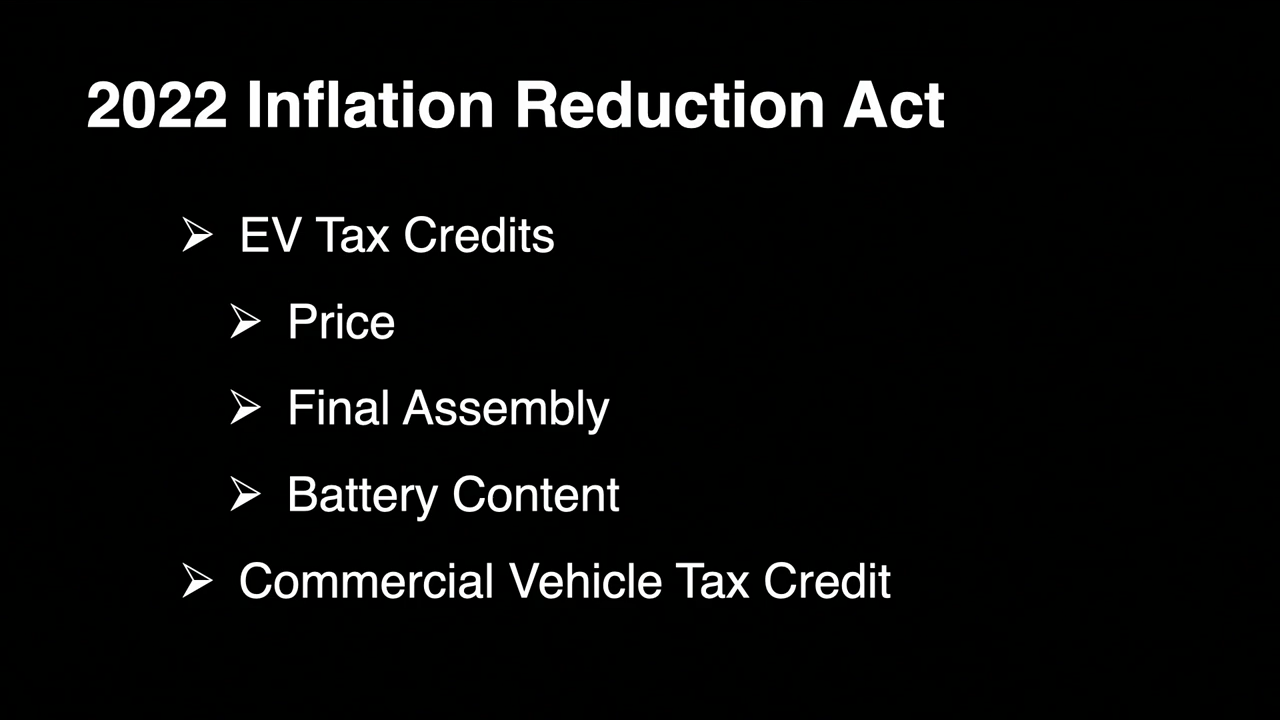 2022 Inflation Reduction Act
➢ EV Tax Credits
➢ Price
➢ Final Assembly
➢ Battery Content
➢ Commercial Vehicle Tax Credit